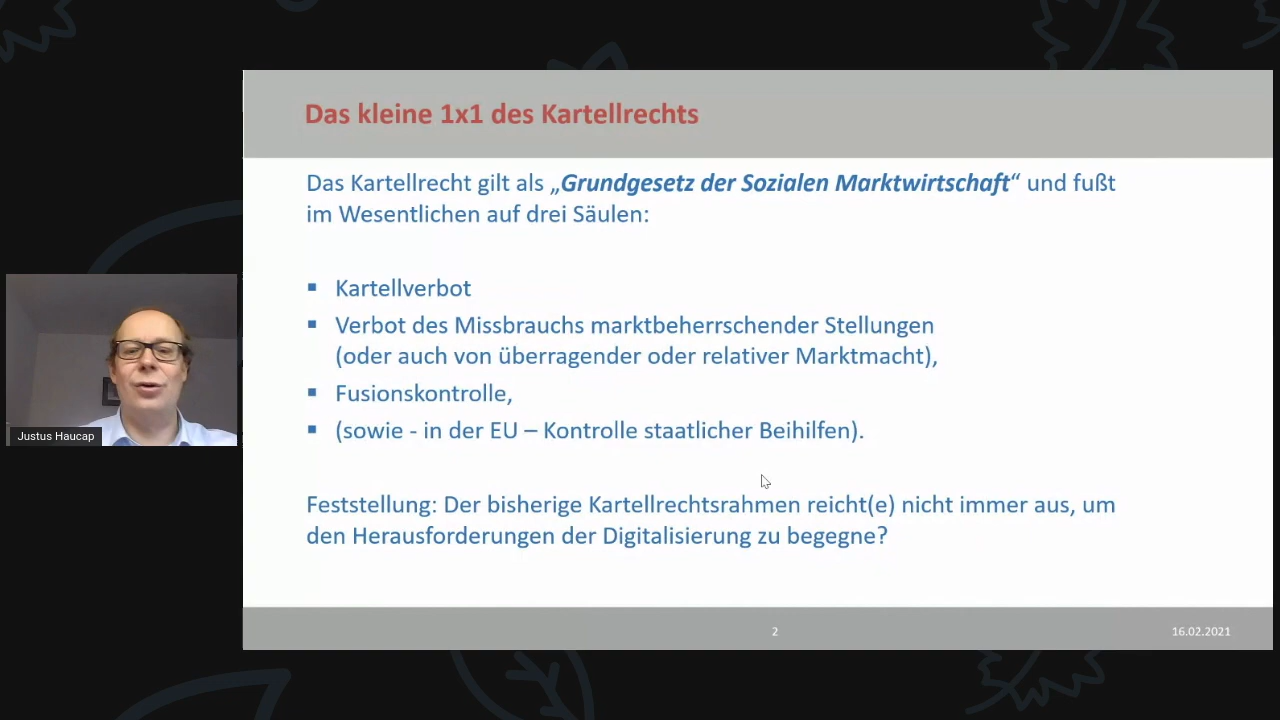 Das kleine 1x1 des Kartellrechts
Das Kartellrecht gilt als „Grundgesetz der Sozialen Marktwirtschaft“ und fußt
im Wesentlichen auf drei Säulen:
▪ Kartellverbot
▪ Verbot des Missbrauchs marktbeherrschender Stellungen
(oder auch von überragender oder relativer Marktmacht),
▪ Fusionskontrolle,
▪ (sowie - in der EU – Kontrolle staatlicher Beihilfen).
Feststellung: Der bisherige Kartellrechtsrahmen reicht(e) nicht immer aus, um
den Herausforderungen der Digitalisierung zu begegne?
Justus Haucap
2
16.02.2021